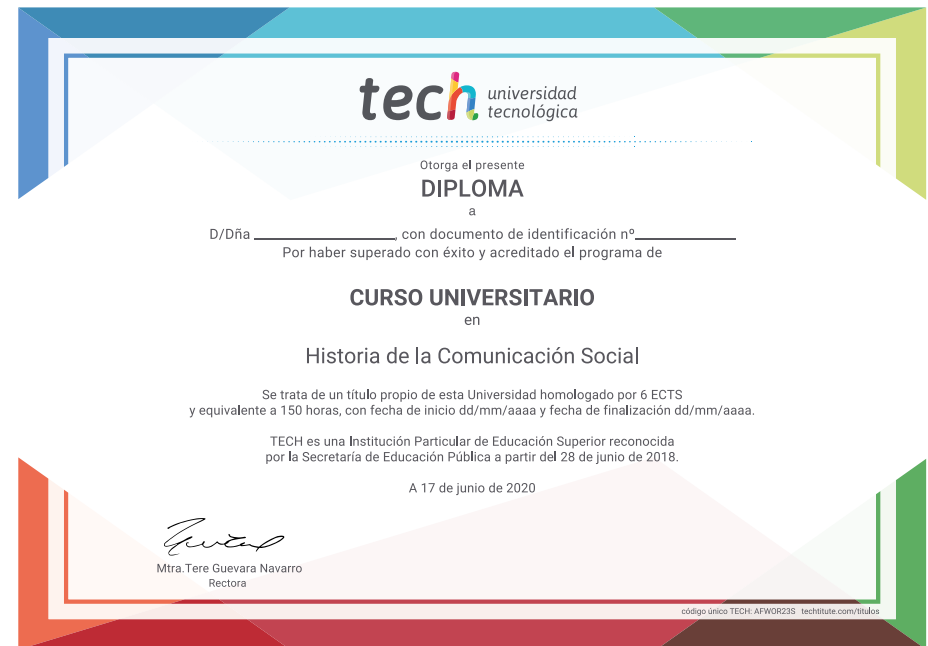 tech universidad
tecnológica
Otorga el presente
DIPLOMA
a
D/Dña ____________________, con documento de identificación nº______________
Por haber superado con éxito y acreditado el programa de
CURSO UNIVERSITARIO
en
Historia de la Comunicación Social
Se trata de un título propio de esta Universidad homologado por 6 ECTS
y equivalente a 150 horas, con fecha de inicio dd/mm/aaaa y fecha de finalización dd/mm/aaaa.
TECH es una Institución Particular de Educación Superior reconocida
por la Secretaría de Educación Pública a partir del 28 de junio de 2018.
A 17 de junio de 2020
Mtra.Tere Guevara Navarro
Rectora
código único TECH: AFWOR23S techtitute.com/titulos